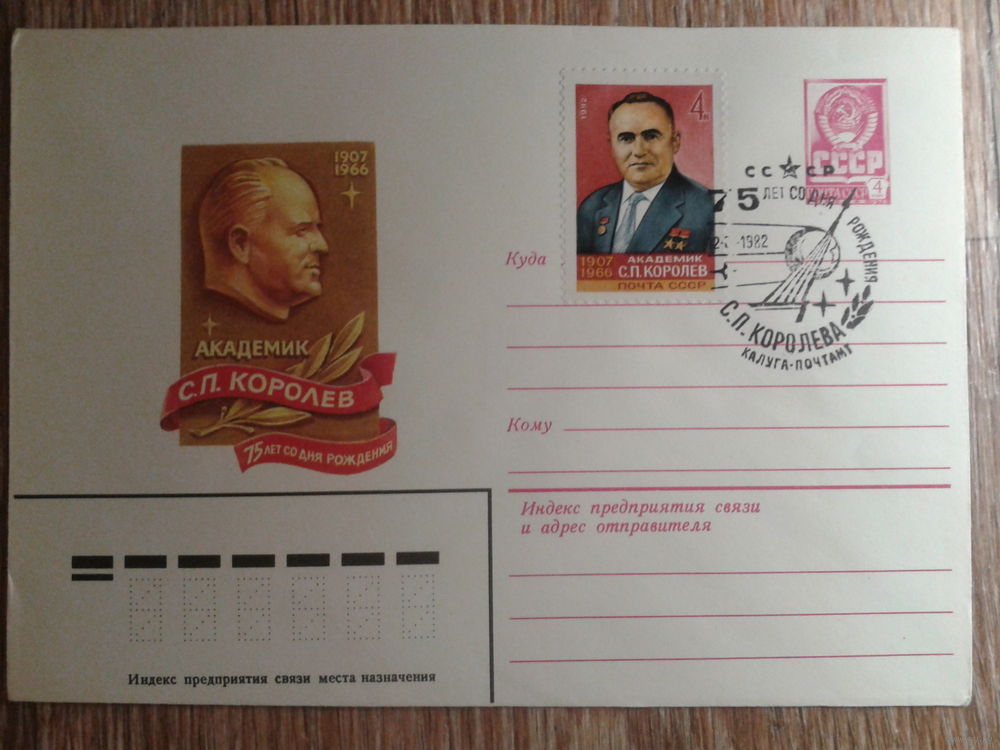 1907
1966
АКАДЕМИК
С.П. КОРОЛЕВ
75 ЛЕТ СО ДНЯ РОЖДЕНИЯ
1982
4к
1907
1966
АКАДЕМИК
С.П. КОРОЛЕВ
ПОЧТА СССР
СССР
4
СССР
75 ЛЕТ СО ДНЯ РОЖДЕНИЯ
1982
С.П. КОРОЛЕВА
КАЛУГА-ПОЧТАМТ
Куда
Кому
Индекс предприятия связи
и адрес отправителя
Индекс предприятия связи места назначения